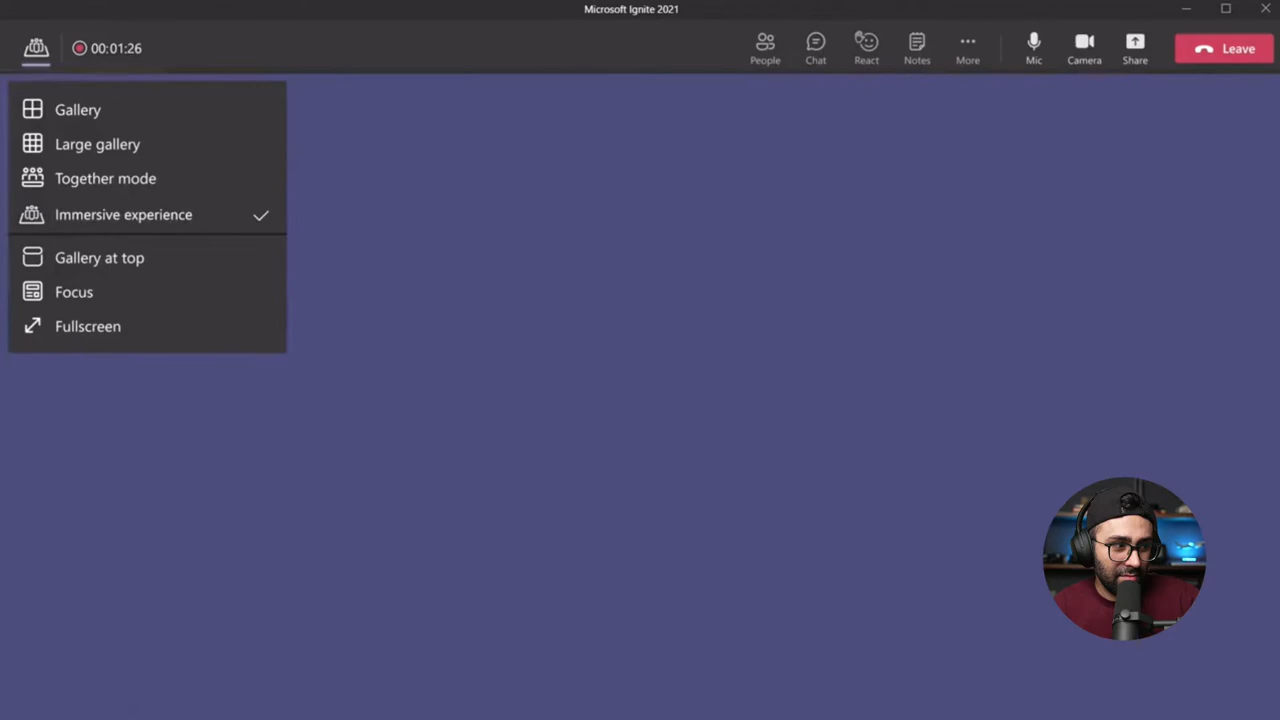 Microsoft Ignite 2021
00:01:26
People
Chat
React
Notes
More
Mic
Camera
Share
Leave
Gallery
Large gallery
Together mode
Immersive experience
Gallery at top
Focus
Fullscreen